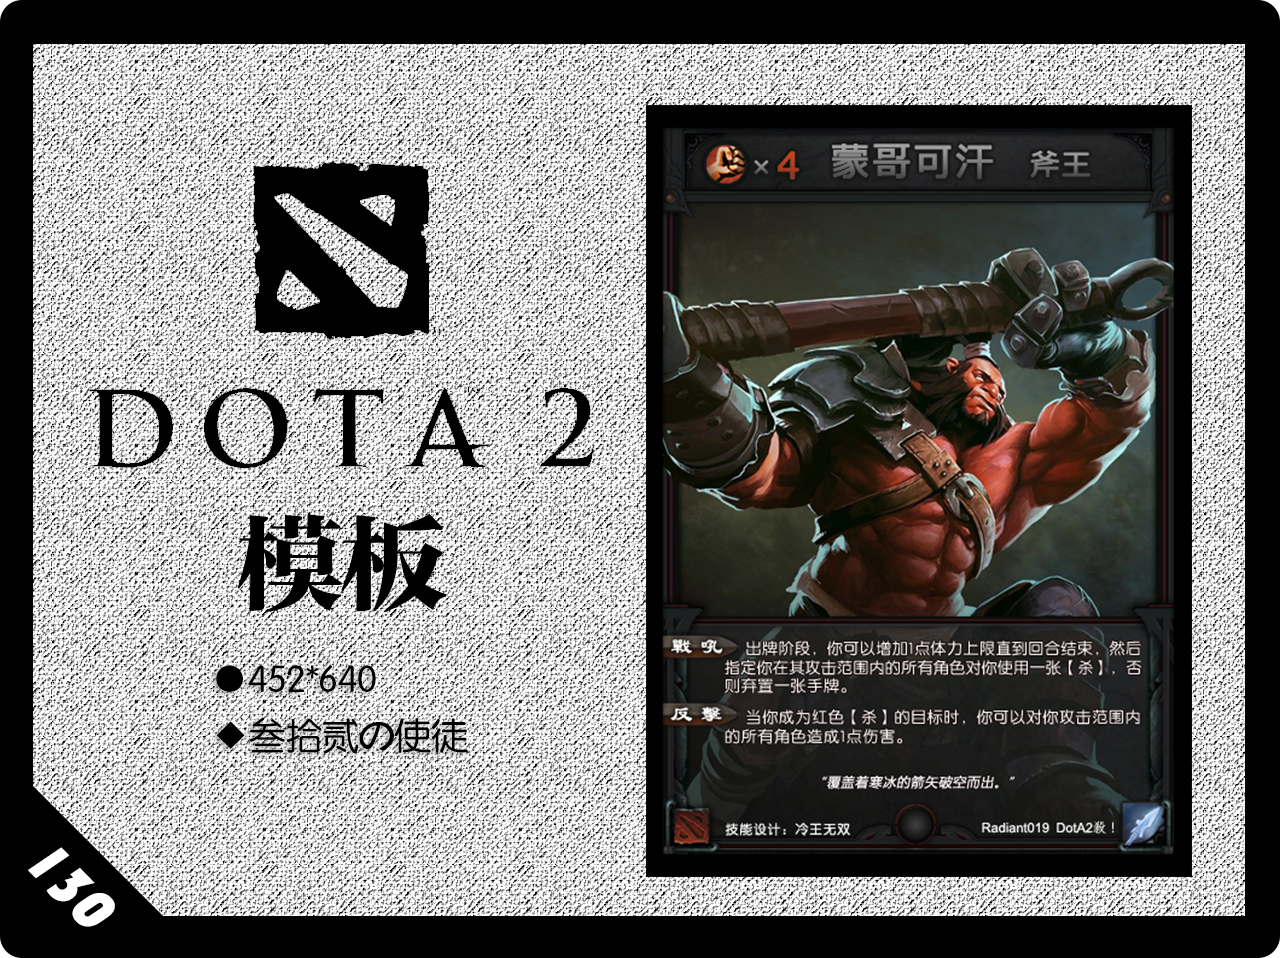 DOTA 2
模板
●452*640
◆叁拾贰の使徒
130
×4 蒙哥可汗 斧王
戰吼 出牌阶段，你可以增加1点体力上限直到回合结束，然后
指定你在其攻击范围内的所有角色对你使用一张【杀】，否
则弃置一张手牌。
反擊 当你成为红色【杀】的目标时，你可以对你攻击范围内
的所有角色造成1点伤害。
“覆盖着寒冰的箭矢破空而出。”
技能设计：冷王无双
Radiant019 DotA2殺！